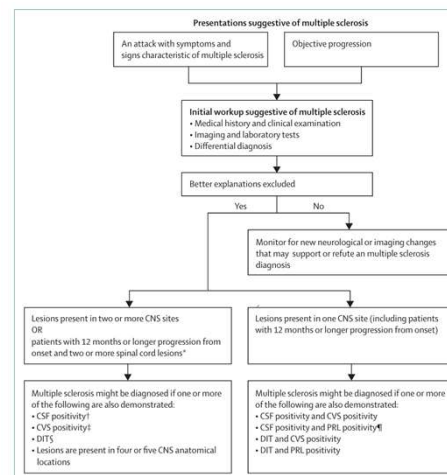 Presentations suggestive of multiple sclerosis
An attack with symptoms and
signs characteristic of multiple sclerosis
Objective progression
Initial workup suggestive of multiple sclerosis
• Medical history and clinical examination
• Imaging and laboratory tests
• Differential diagnosis
Better explanations excluded
Yes
No
Monitor for new neurological or imaging changes
that may support or refute an multiple sclerosis
diagnosis
Lesions present in two or more CNS sites
OR
patients with 12 months or longer progression from
onset and two or more spinal cord lesions*
Lesions present in one CNS site (including patients
with 12 months or longer progression from onset)
Multiple sclerosis might be diagnosed if one or more
of the following are also demonstrated:
• CSF positivity†
• CVS positivity‡
• DIT§
• Lesions are present in four or five CNS anatomical
locations
Multiple sclerosis might be diagnosed if one or more
of the following are also demonstrated:
• CSF positivity and CVS positivity
• CSF positivity and PRL positivity¶
• DIT and CVS positivity
• DIT and PRL positivity